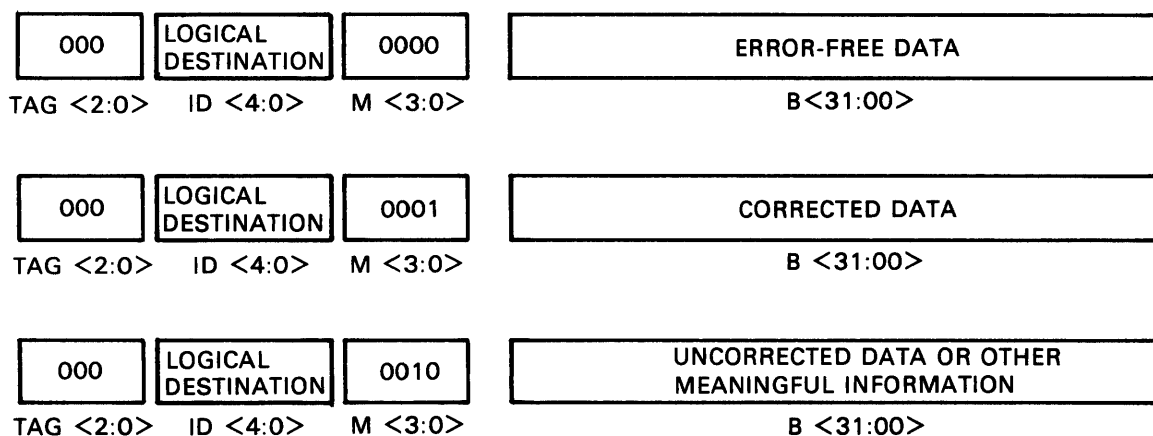 000 LOGICAL DESTINATION 0000 ERROR-FREE DATA
TAG <2:0> ID <4:0> M <3:0> B<31:00>
000 LOGICAL DESTINATION 0001 CORRECTED DATA
TAG <2:0> ID <4:0> M <3:0> B <31:00>
000 LOGICAL DESTINATION 0010 UNCORRECTED DATA OR OTHER MEANINGFUL INFORMATION
TAG <2:0> ID <4:0> M <3:0> B <31:00>